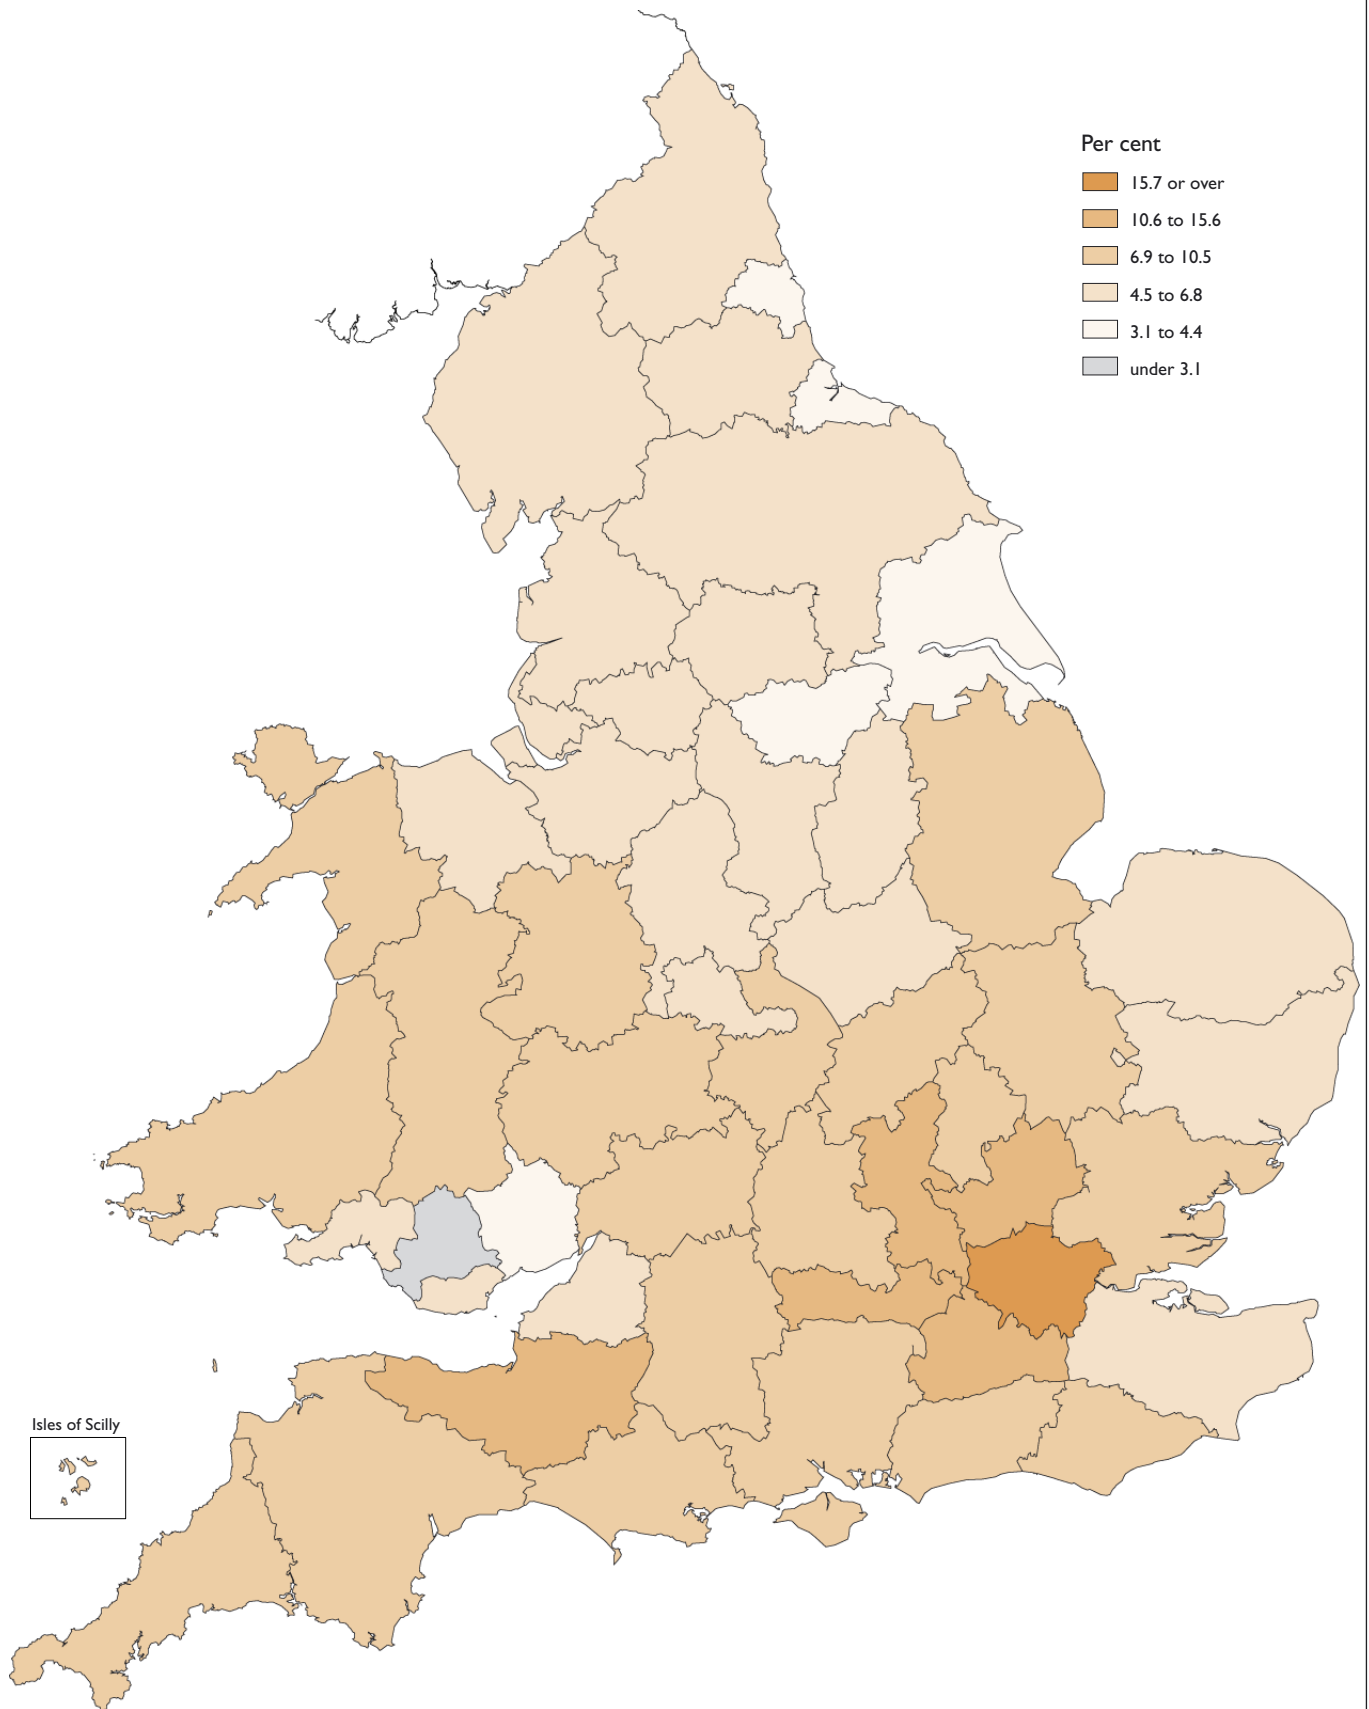 Per cent
15.7 or over
10.6 to 15.6
6.9 to 10.5
4.5 to 6.8
3.1 to 4.4
under 3.1
Isles of Scilly